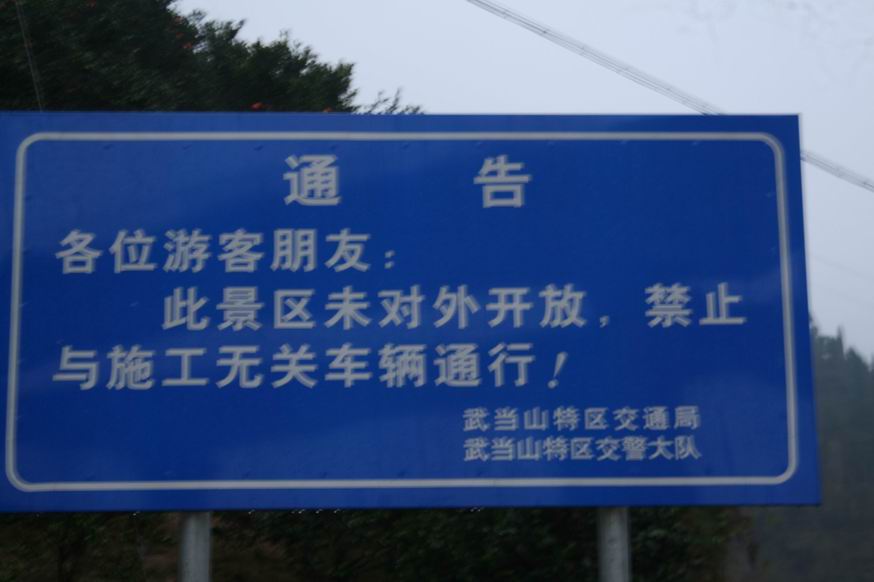 通 告
各位游客朋友：
此景区未对外开放，禁止
与施工无关车辆通行！
武当山特区交通局
武当山特区交警大队